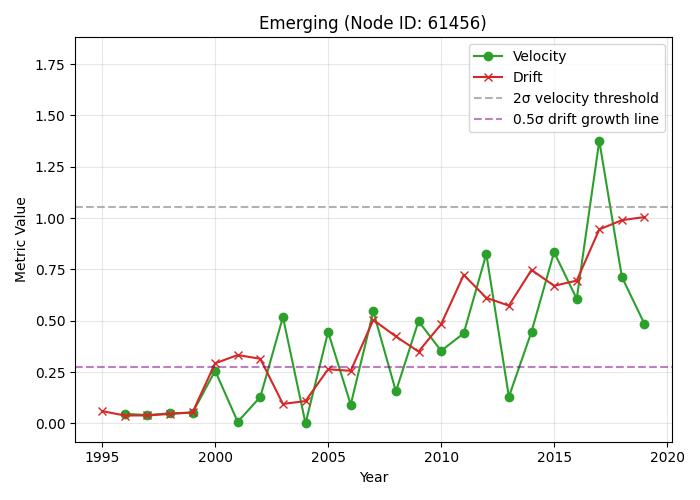 Emerging (Node ID: 61456)
Velocity
Drift
2σ velocity threshold
0.5σ drift growth line
Metric Value
1.75
1.50
1.25
1.00
0.75
0.50
0.25
0.00
1995 2000 2005 2010 2015 2020
Year